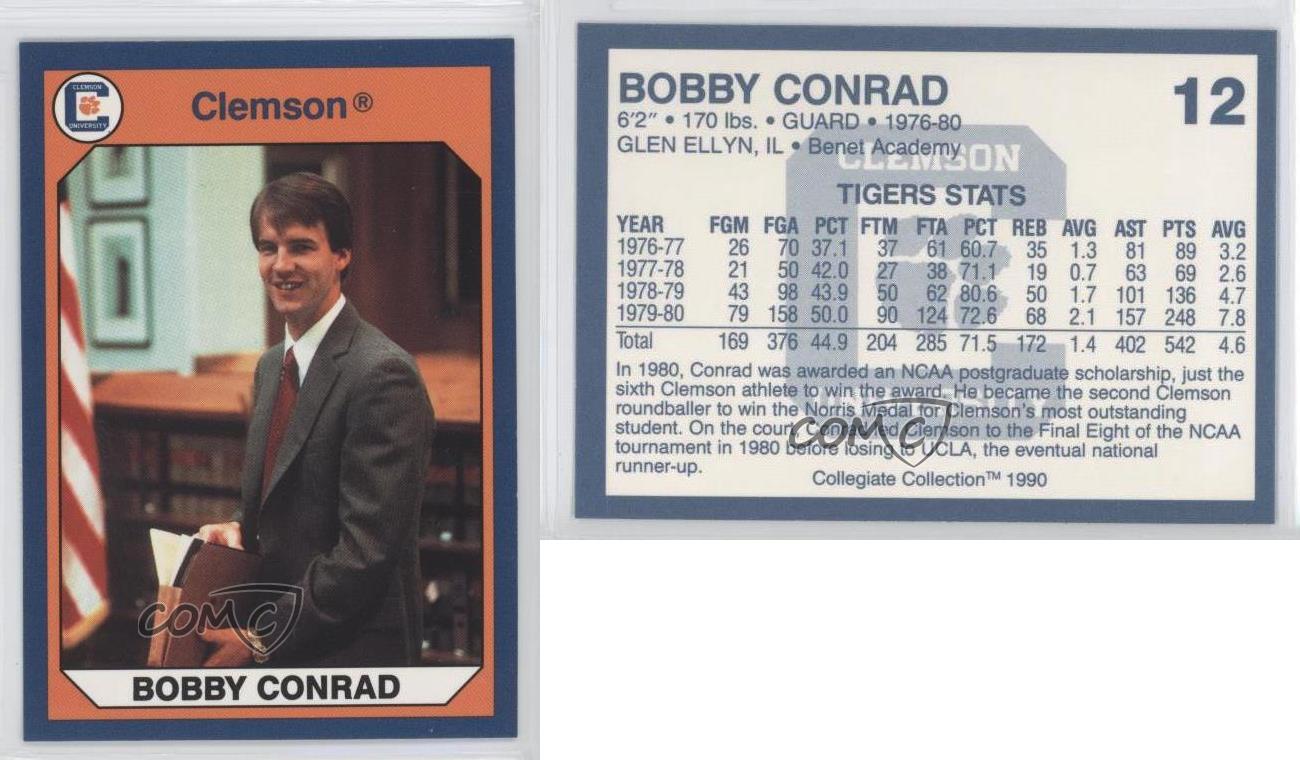 CLEMSON
UNIVERSITY
Clemson®
COMC
BOBBY CONRAD
BOBBY CONRAD 12
6'2" • 170 lbs. • GUARD • 1976-80
GLEN ELLYN, IL • Benet Academy
CLEMSON
TIGERS STATS
YEAR FGM FGA PCT FTM FTA PCT REB AVG AST PTS AVG
1976-77 26 70 37.1 37 61 60.7 35 1.3 81 89 3.2
1977-78 21 50 42.0 27 38 71.1 19 0.7 63 69 2.6
1978-79 43 98 43.9 50 62 80.6 50 1.7 101 136 4.7
1979-80 79 158 50.0 90 124 72.6 68 2.1 157 248 7.8
Total 169 376 44.9 204 285 71.5 172 1.4 402 542 4.6
In 1980, Conrad was awarded an NCAA postgraduate scholarship, just the
sixth Clemson athlete to win the award. He became the second Clemson
roundballer to win the Norris Medal for Clemson's most outstanding
student. On the court, Conrad led Clemson to the Final Eight of the NCAA
tournament in 1980 before losing to UCLA, the eventual national
runner-up.
COMC
Collegiate Collection™ 1990